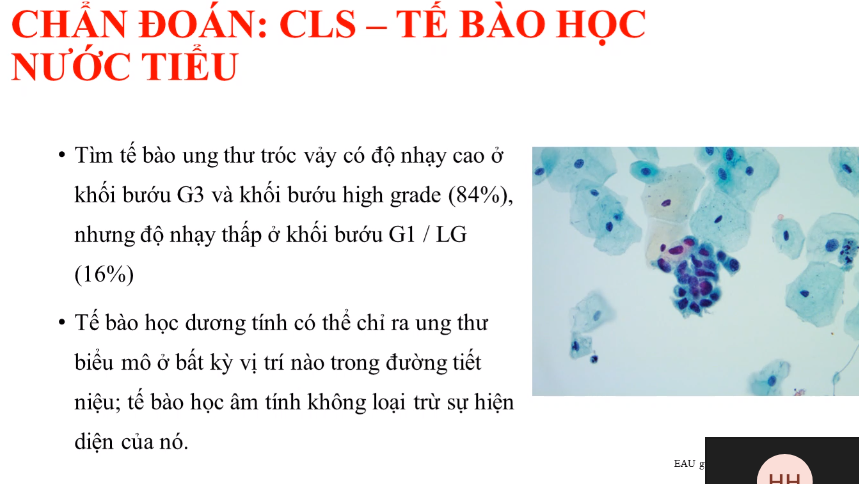 CHẨN ĐOÁN: CLS – TẾ BÀO HỌC
NƯỚC TIỂU
• Tìm tế bào ung thư tróc vảy có độ nhạy cao ở
khối bướu G3 và khối bướu high grade (84%),
nhưng độ nhạy thấp ở khối bướu G1 / LG
(16%)
• Tế bào học dương tính có thể chỉ ra ung thư
biểu mô ở bất kỳ vị trí nào trong đường tiết
niệu; tế bào học âm tính không loại trừ sự hiện
diện của nó.
EAU
HH